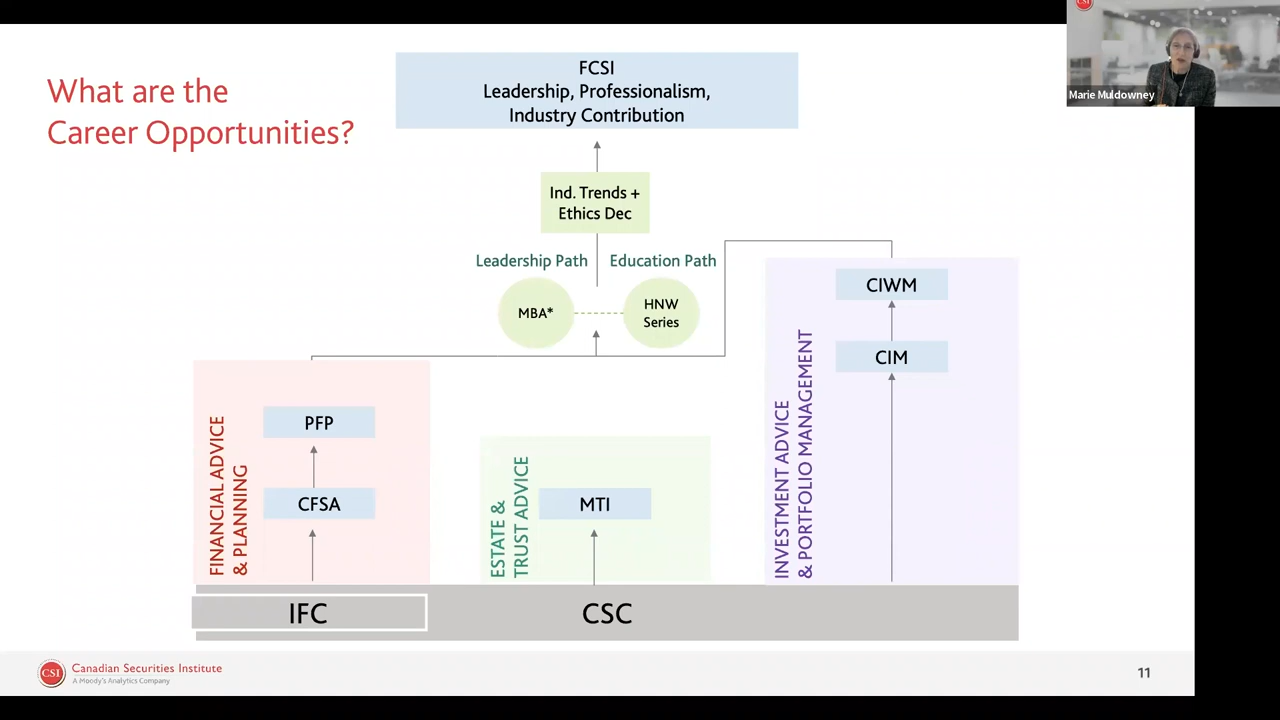 What are the
Career Opportunities?
FCSI
Leadership, Professionalism,
Industry Contribution
CSI
Marie Muldowney
Ind. Trends +
Ethics Dec
Leadership Path
Education Path
MBA*
HNW
Series
CIWM
CIM
INVESTMENT ADVICE
& PORTFOLIO MANAGEMENT
FINANCIAL ADVICE
& PLANNING
PFP
CFSA
ESTATE &
TRUST ADVICE
MTI
IFC
CSC
CSI
Canadian Securities Institute
A Moody's Analytics Company
11